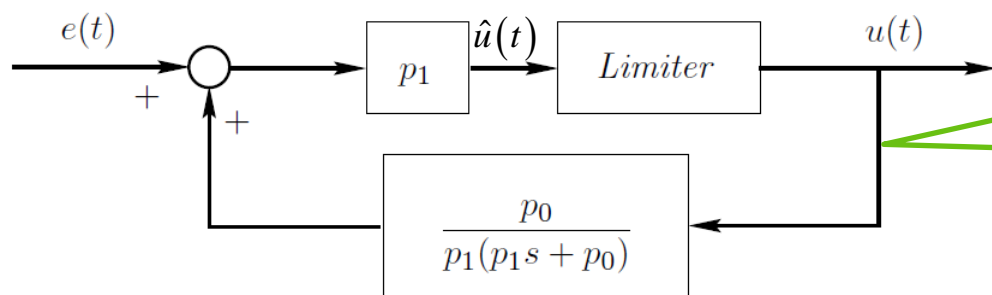 e(t)
û(t)
u(t)
p₁
Limiter
+
+
p₀
p₁(p₁s + p₀)